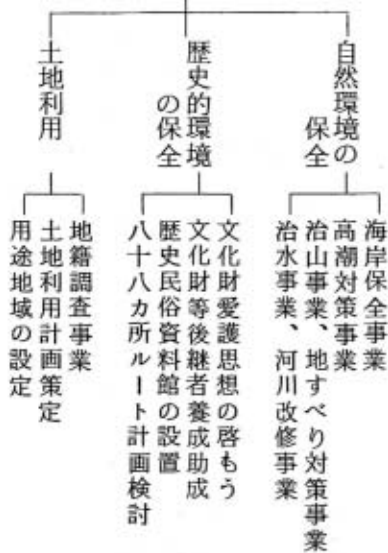 自然環境の
保全
海岸保全事業
高潮対策事業
治山事業、地すべり対策事業
治水事業、河川改修事業
歴史的環境
の保全
文化財愛護思想の啓もう
文化財等後継者養成助成
歴史民俗資料館の設置
八十八カ所ルート計画検討
土地利用
地籍調査事業
土地利用計画策定
用途地域の設定